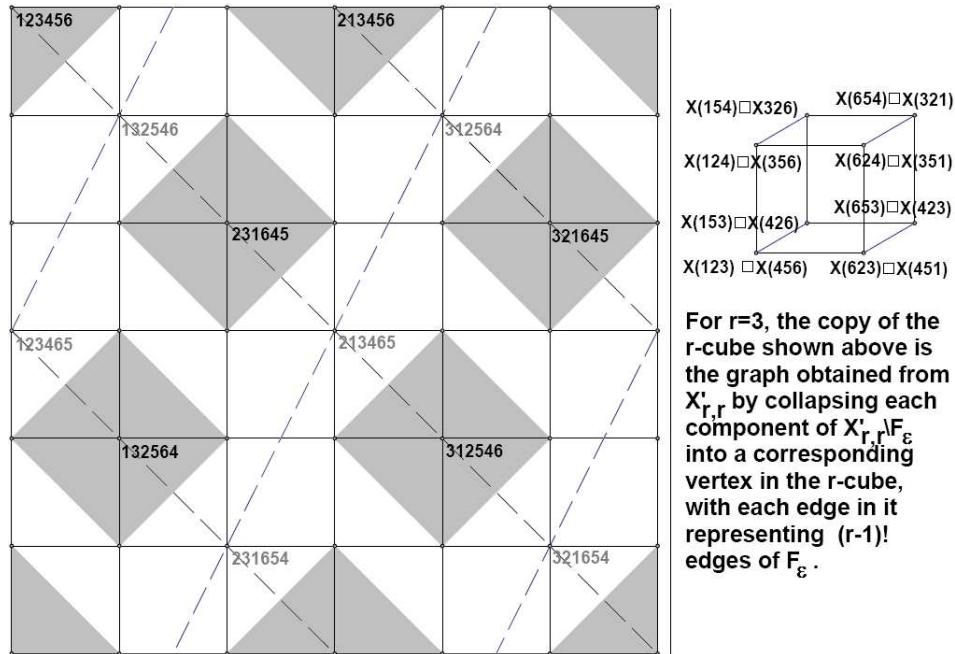 123456
213456
132546
312564
231645
321645
123465
213465
132564
312546
231654
321654
X(154)□X326)
X(654)□X(321)
X(124)□X(356)
X(624)□X(351)
X(153)□X(426)
X(653)□X(423)
X(123) □X(456)
X(623)□X(451)
For r=3, the copy of the
r-cube shown above is
the graph obtained from
X'r,r by collapsing each
component of X'r,r\Fε
into a corresponding
vertex in the r-cube,
with each edge in it
representing (r-1)!
edges of Fε .